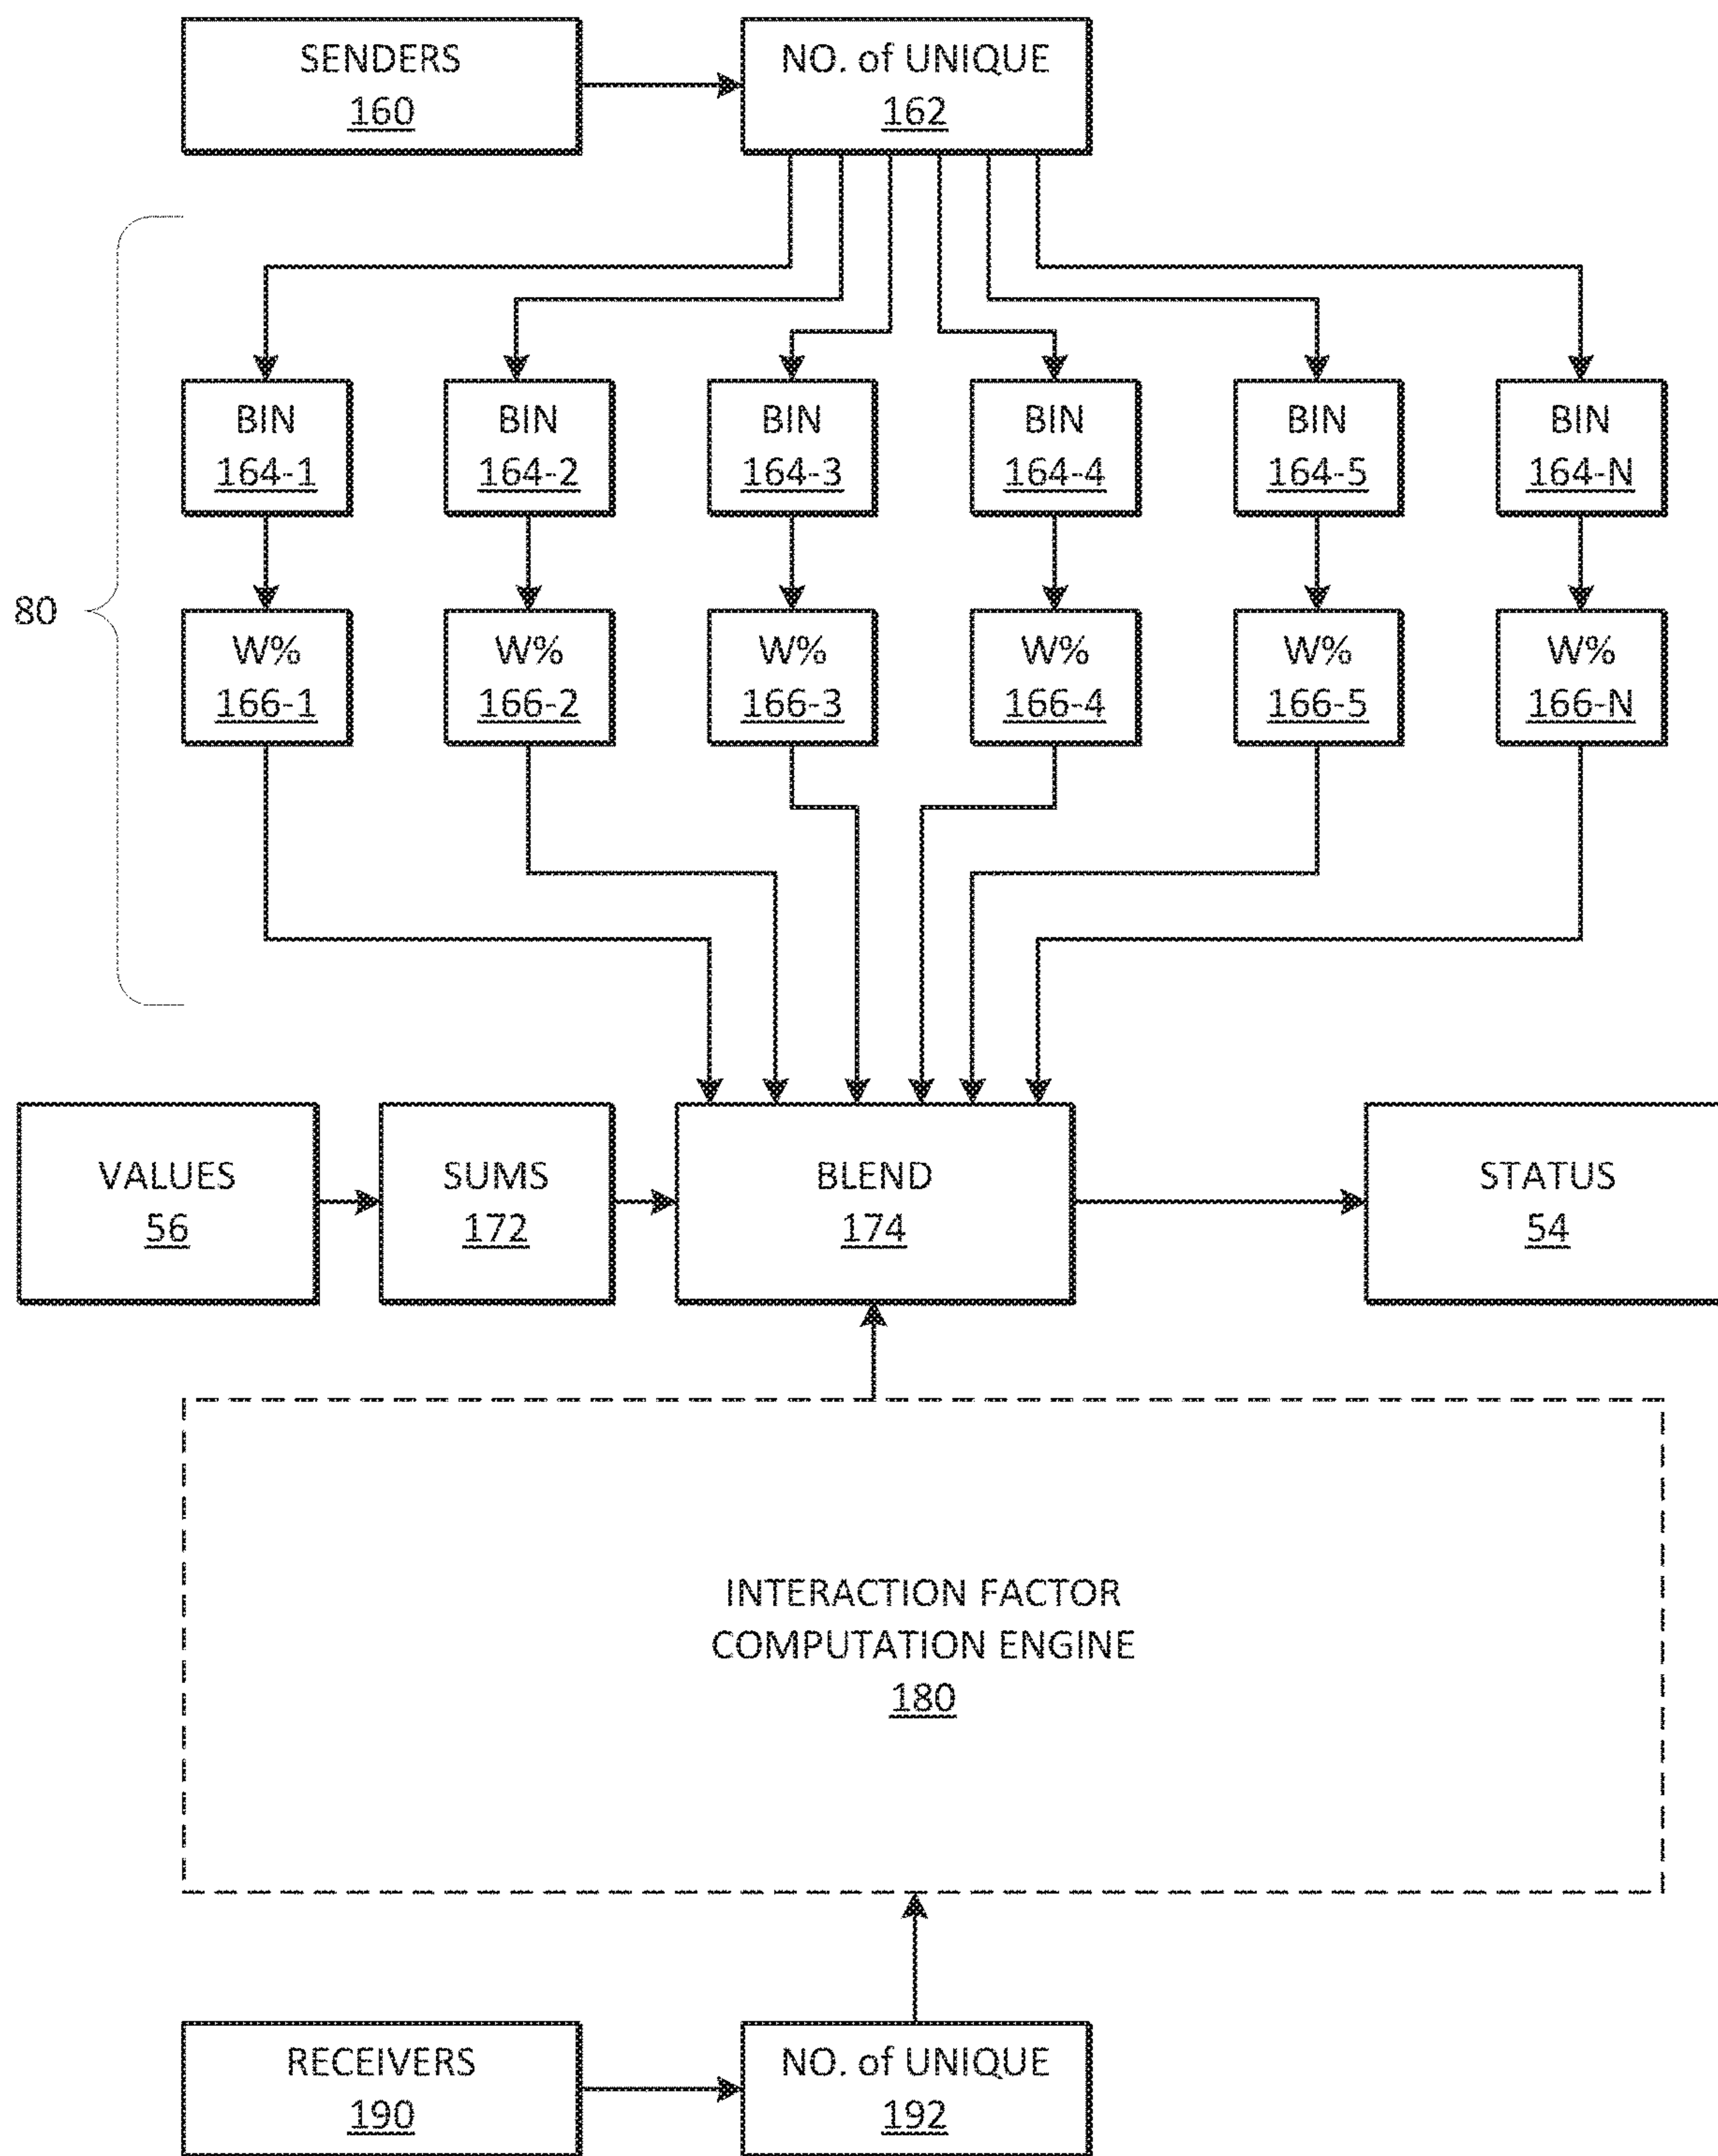 SENDERS
160
NO. of UNIQUE
162
BIN
164-1
BIN
164-2
BIN
164-3
BIN
164-4
BIN
164-5
BIN
164-N
80
W%
166-1
W%
166-2
W%
166-3
W%
166-4
W%
166-5
W%
166-N
VALUES
56
SUMS
172
BLEND
174
STATUS
54
INTERACTION FACTOR
COMPUTATION ENGINE
180
RECEIVERS
190
NO. of UNIQUE
192